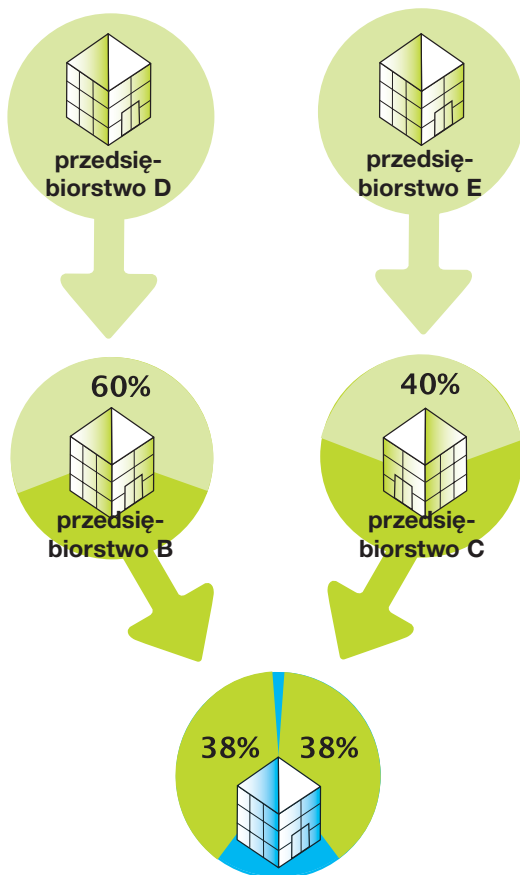 przedsię-
biorstwo D
przedsię-
biorstwo E
60%
40%
przedsię-
biorstwo B
przedsię-
biorstwo C
38%
38%